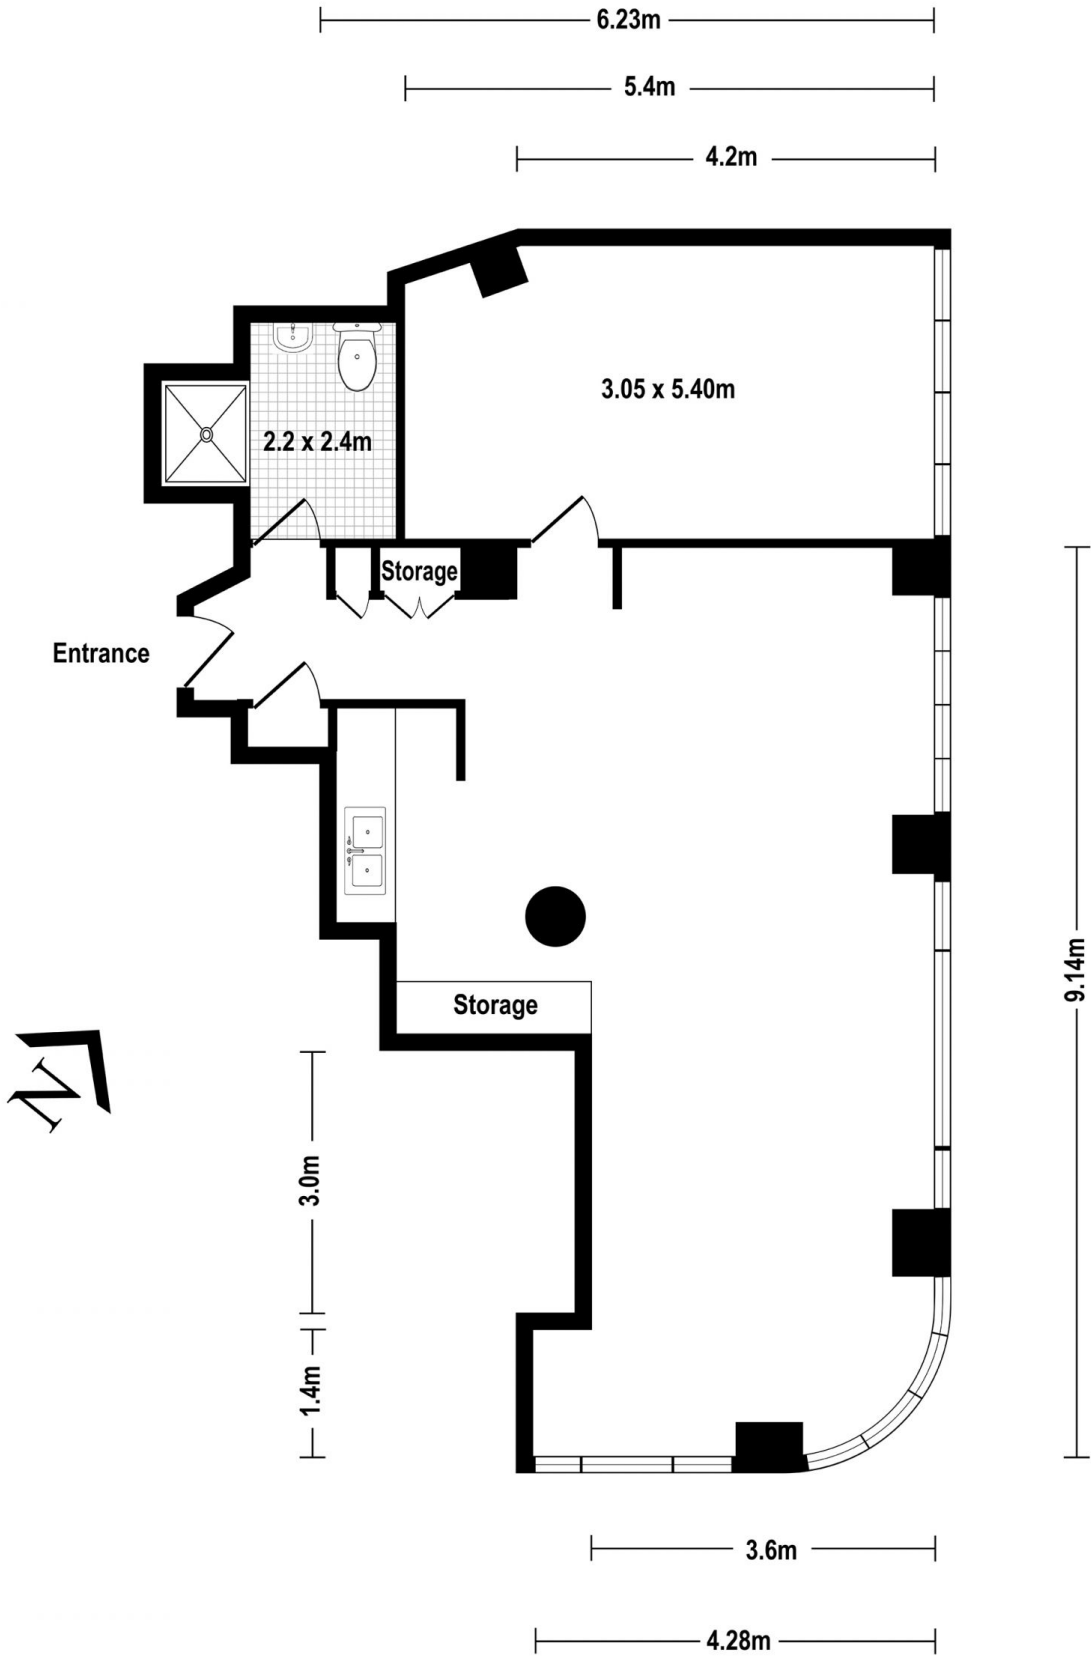 6.23m
5.4m
4.2m
3.05 x 5.40m
2.2 x 2.4m
Storage
Entrance
9.14m
Storage
N
3.0m
1.4m
3.6m
4.28m